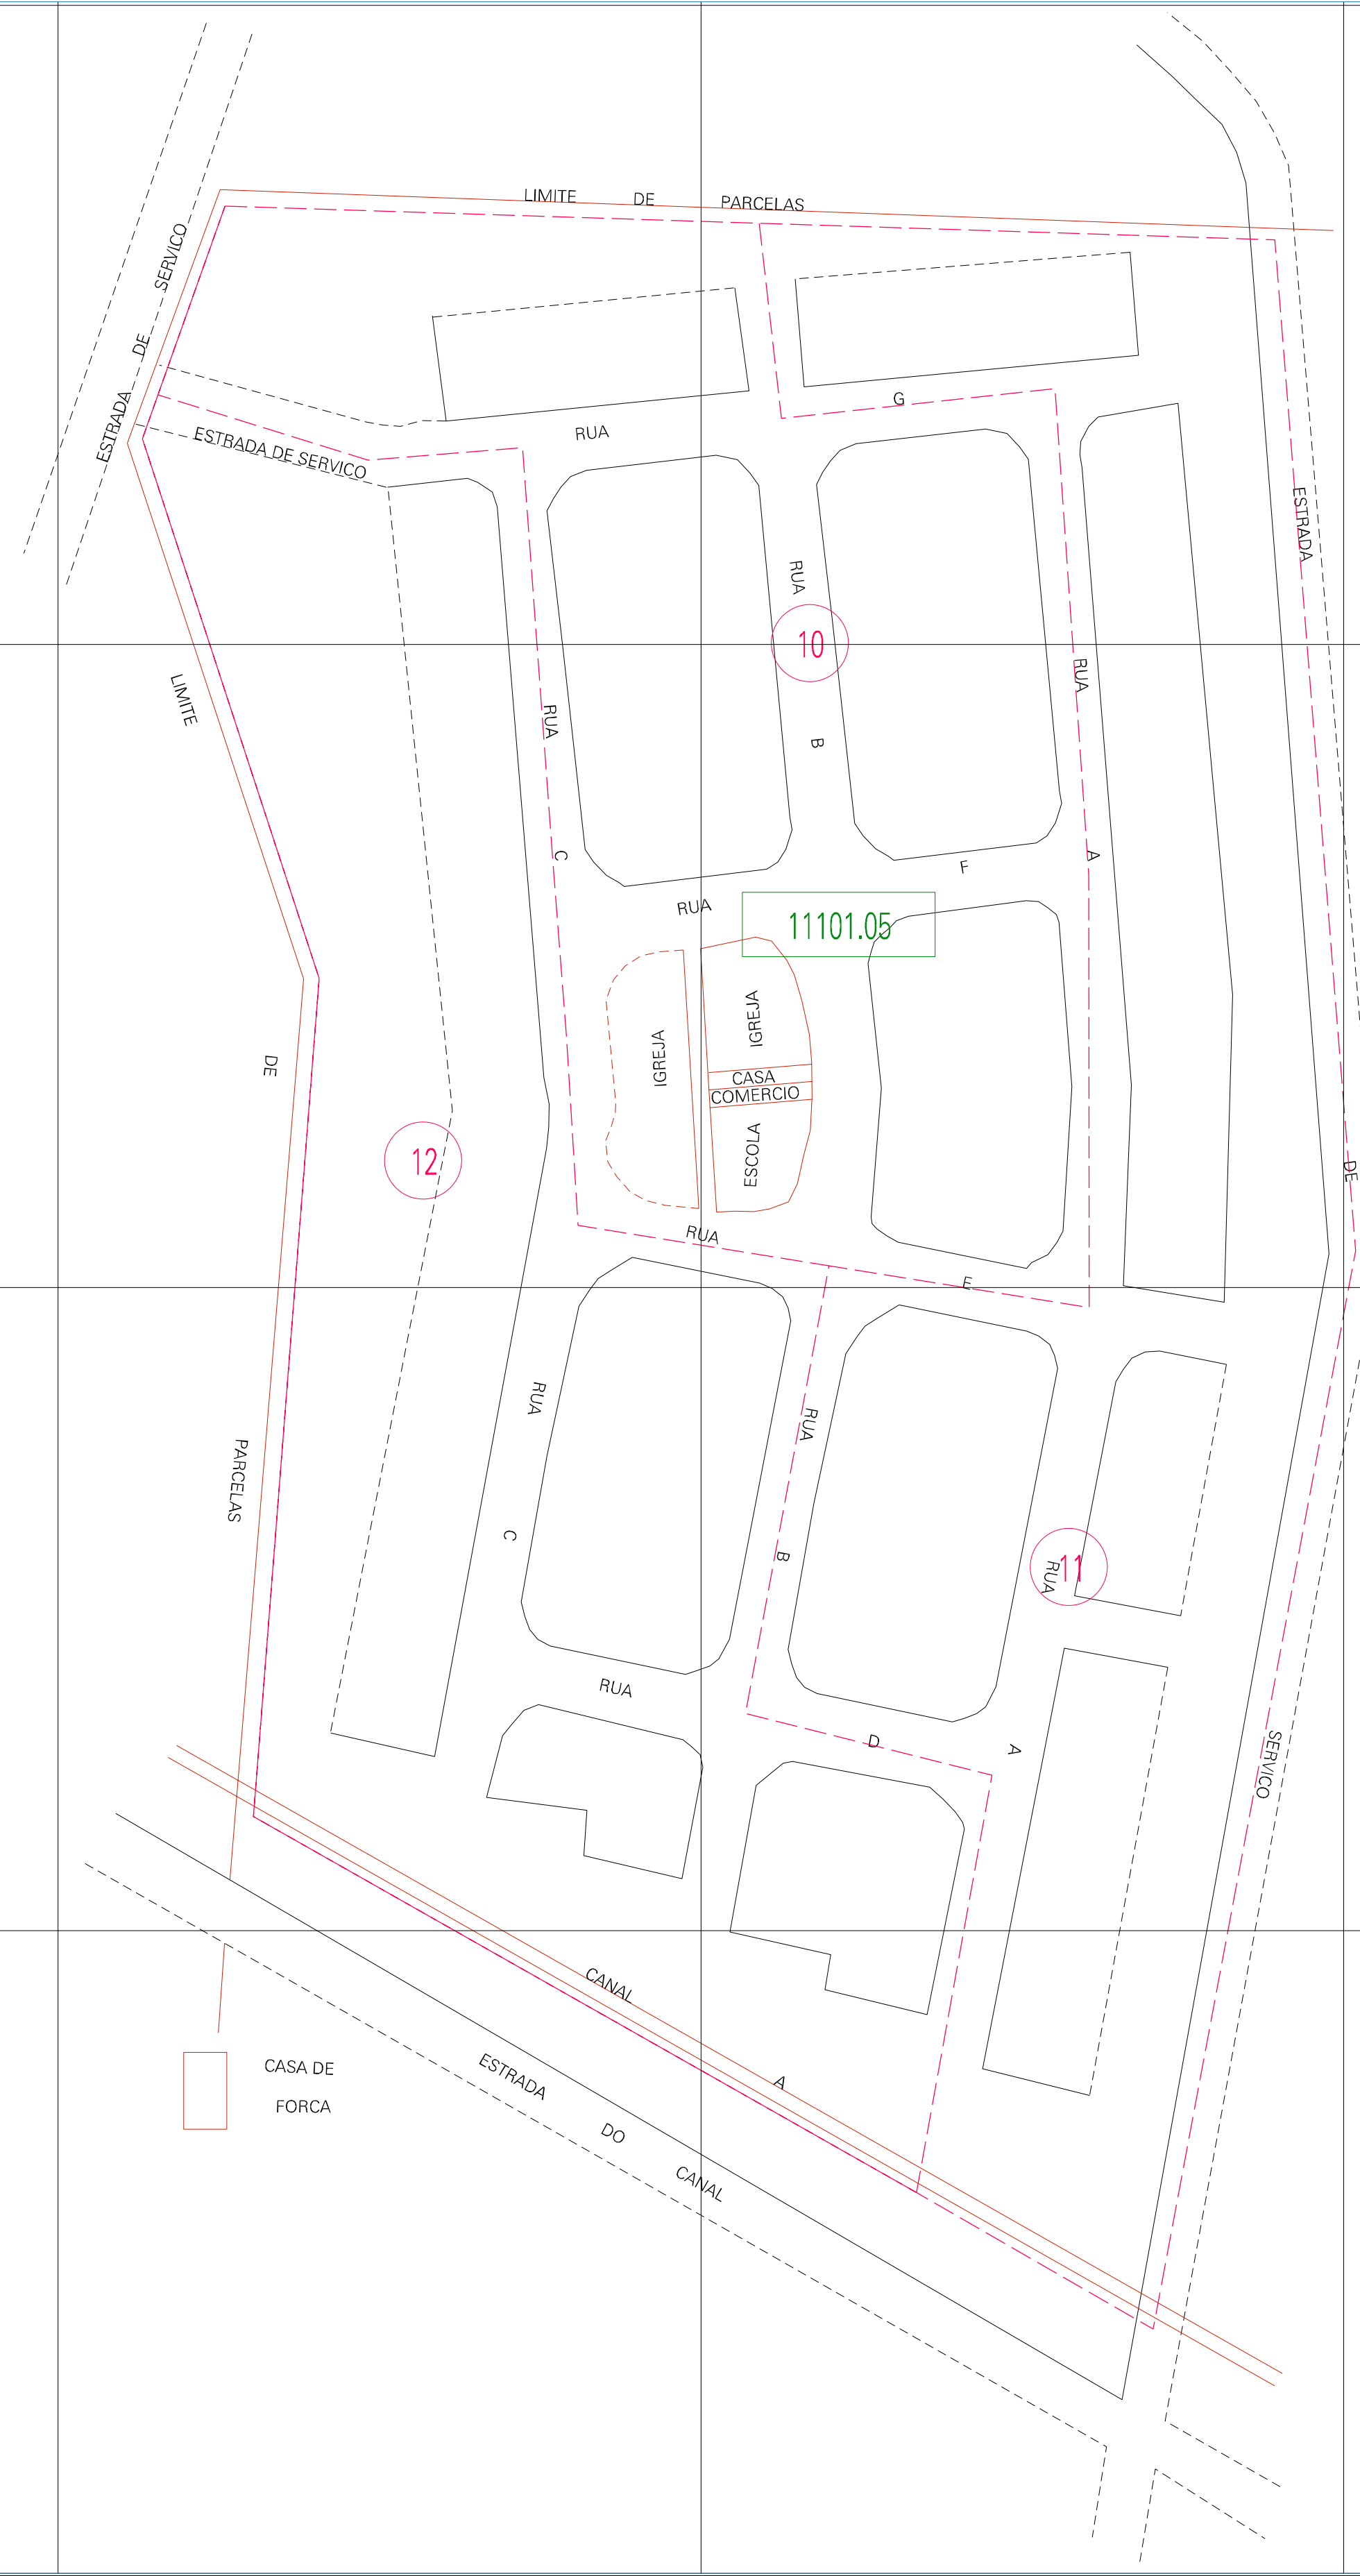 LIMITE DE PARCELAS
ESTRADA DE SERVICO
ESTRADA DE SERVICO
RUA G
ESTRADA DE SERVICO
RUA B
10
RUA A
LIMITE DE PARCELAS
RUA C
RUA F
11101.05
IGREJA
IGREJA
CASA
COMERCIO
ESCOLA
12
RUA E
RUA C
RUA B
11
RUA A
RUA D
CANAL A
ESTRADA DO CANAL
CASA DE
FORCA